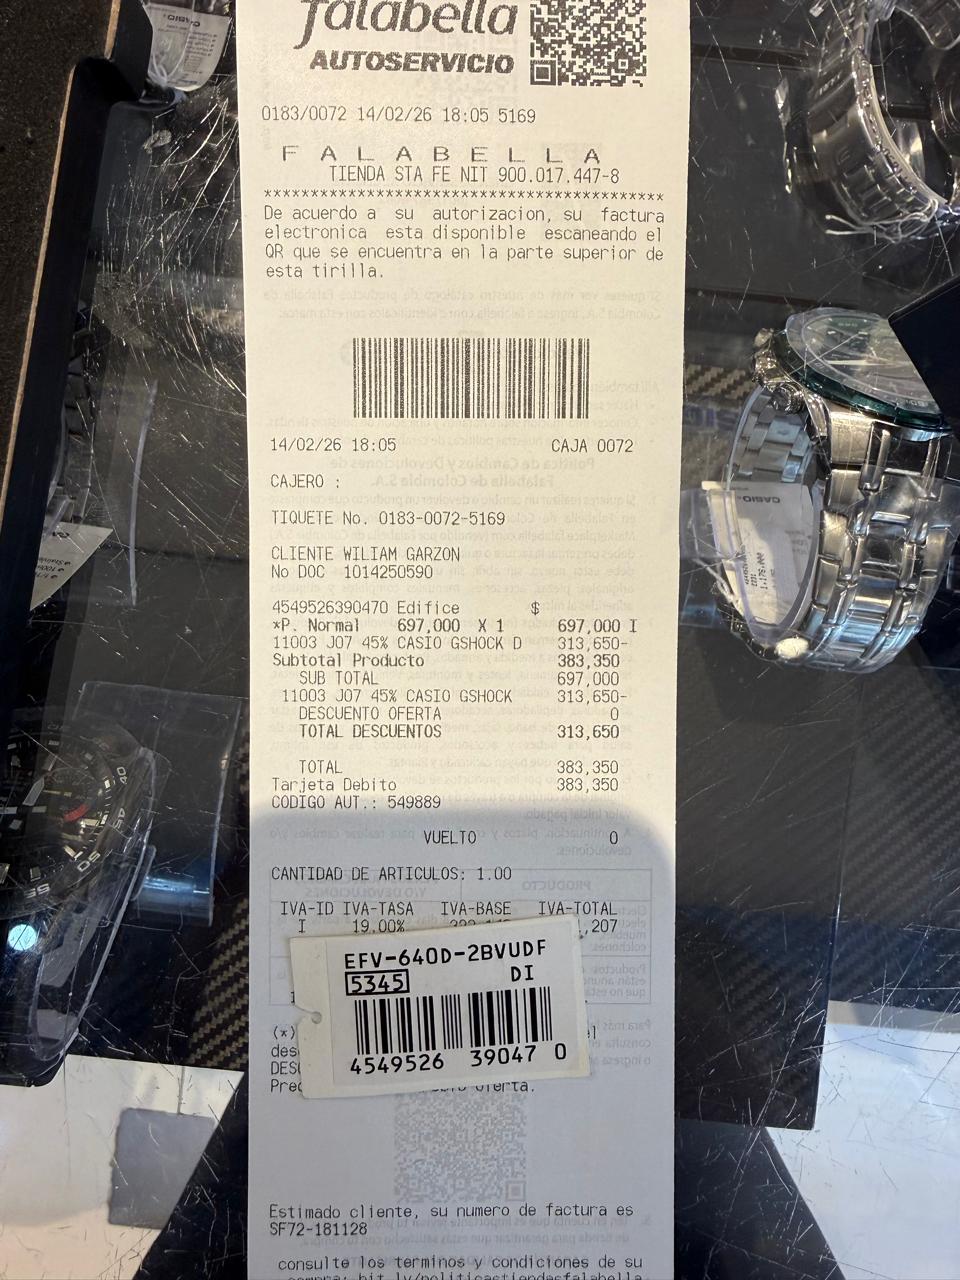 falabella
AUTOSERVICIO
0183/0072 14/02/26 18:05 5169
F A L A B E L L A
TIENDA STA FE NIT 900.017.447-8
****************************************************
De acuerdo a su autorizacion, su factura
electronica esta disponible escaneando el
QR que se encuentra en la parte superior de
esta tirilla.
14/02/26 18:05 CAJA 0072
CAJERO :
TIQUETE No. 0183-0072-5169
CLIENTE WILIAM GARZON
No DOC 1014250590
4549526390470 Edifice $
*P. Normal 697,000 X 1 697,000 I
11003 J07 45% CASIO GSHOCK D 313,650-
Subtotal Producto 383,350
SUB TOTAL 697,000
11003 J07 45% CASIO GSHOCK 313,650-
DESCUENTO OFERTA 0
TOTAL DESCUENTOS 313,650
TOTAL 383,350
Tarjeta Debito 383,350
CODIGO AUT.: 549889
VUELTO 0
CANTIDAD DE ARTICULOS: 1.00
IVA-ID IVA-TASA IVA-BASE IVA-TOTAL
I 19.00% ,207
EFV-640D-2BVUDF
5345 DI
4549526 39047 0
(*)
Estimado cliente, su numero de factura es
SF72-181128
consulte los terminos y condiciones de su
CASIO